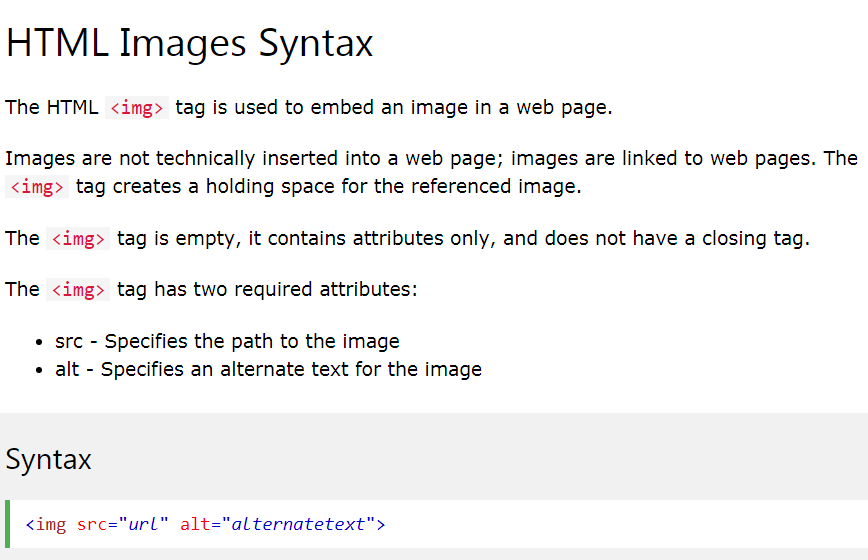 HTML Images Syntax
The HTML <img> tag is used to embed an image in a web page.
Images are not technically inserted into a web page; images are linked to web pages. The
<img> tag creates a holding space for the referenced image.
The <img> tag is empty, it contains attributes only, and does not have a closing tag.
The <img> tag has two required attributes:
• src - Specifies the path to the image
• alt - Specifies an alternate text for the image
Syntax
<img src="url" alt="alternatetext">